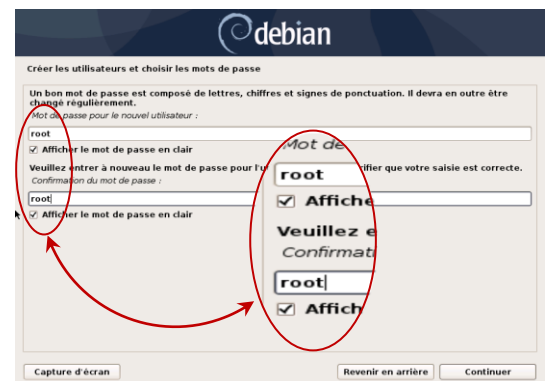 debian
Créer les utilisateurs et choisir les mots de passe
Un bon mot de passe est composé de lettres, chiffres et signes de ponctuation. Il devra en outre être
changé régulièrement.
Mot de passe pour le nouvel utilisateur :
root
Afficher le mot de passe en clair
Veuillez entrer à nouveau le mot de passe pour l'u
rifier que votre saisie est correcte.
Confirmation du mot de passe :
root
Afficher le mot de passe en clair
Mot de
root
Affiche
Veuillez e
Confirmati
root
Affich
Capture d'écran
Revenir en arrière
Continuer